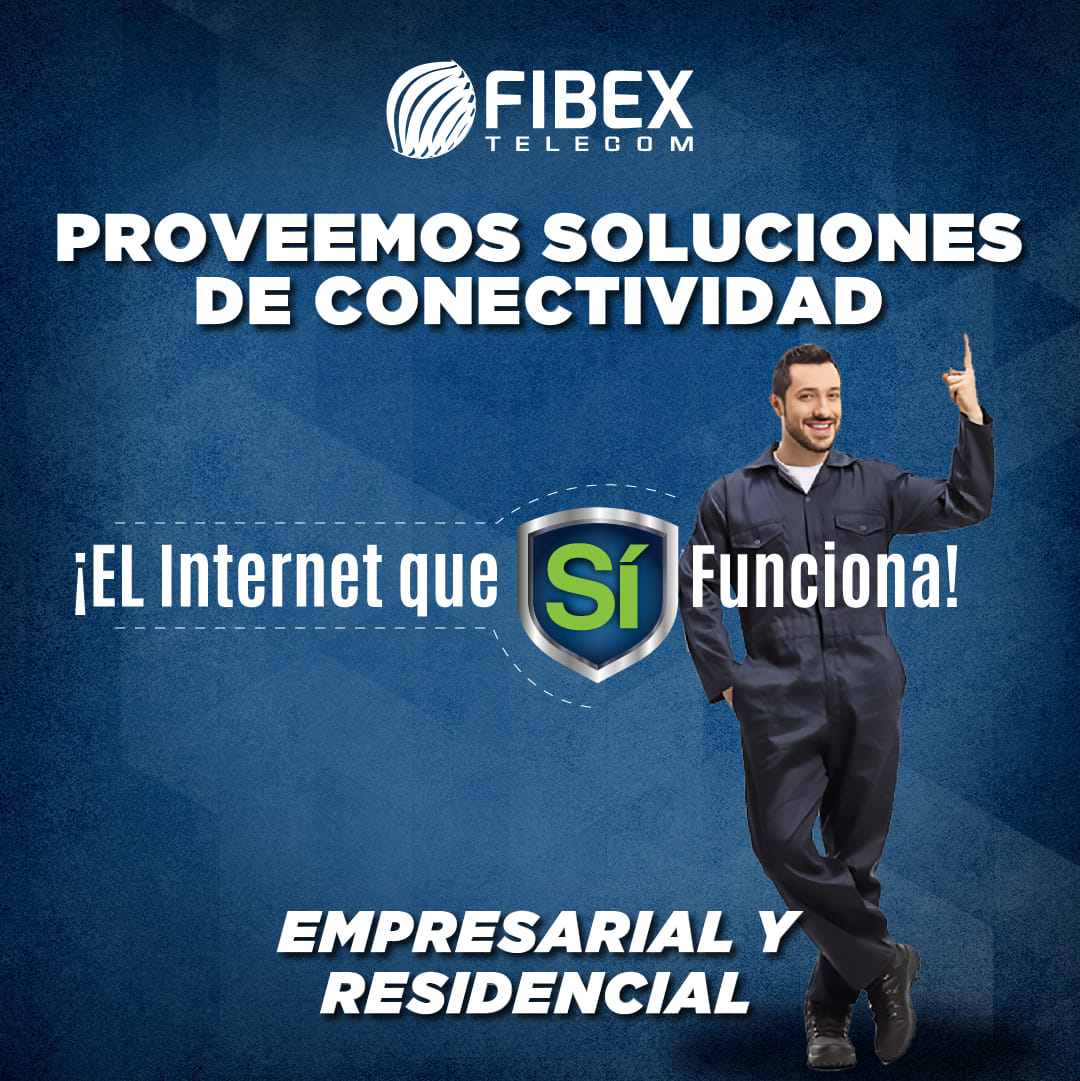 FIBEX
TELECOM
PROVEEMOS SOLUCIONES
DE CONECTIVIDAD
¡EL Internet que Sí Funciona!
EMPRESARIAL Y
RESIDENCIAL